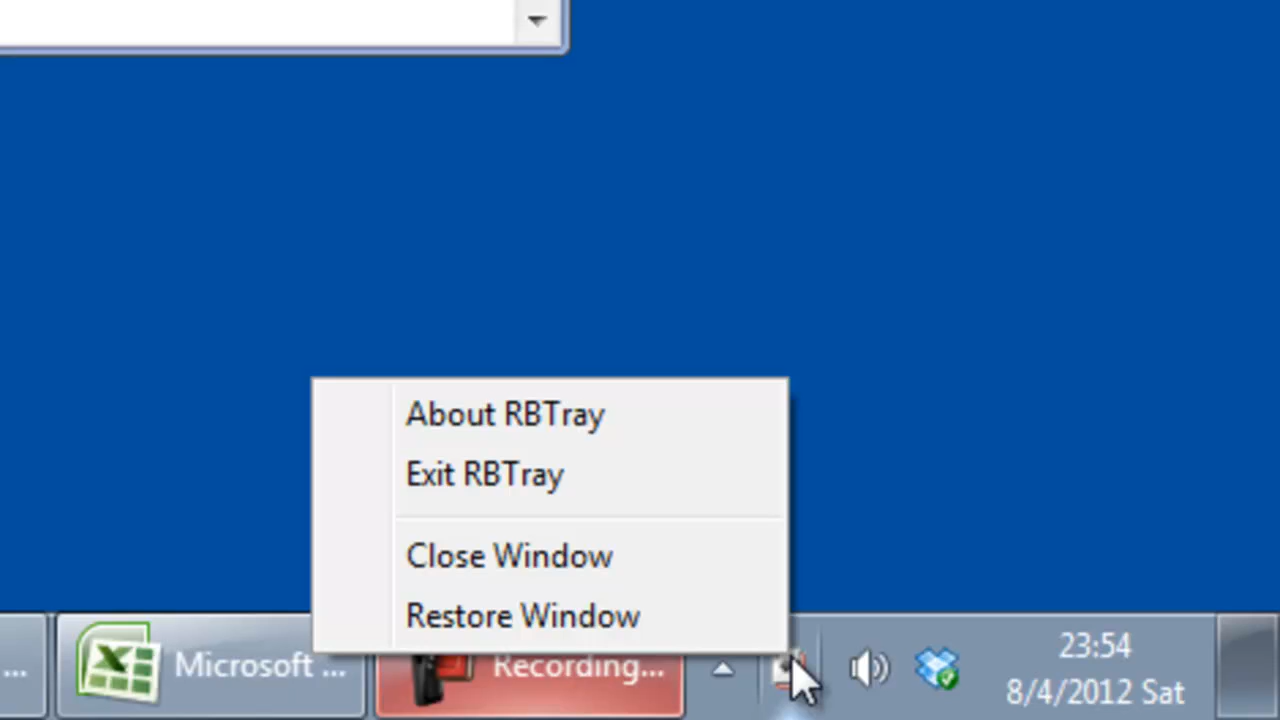 About RBTray
Exit RBTray
Close Window
Restore Window
...
Microsoft ...
Recording...
23:54
8/4/2012 Sat